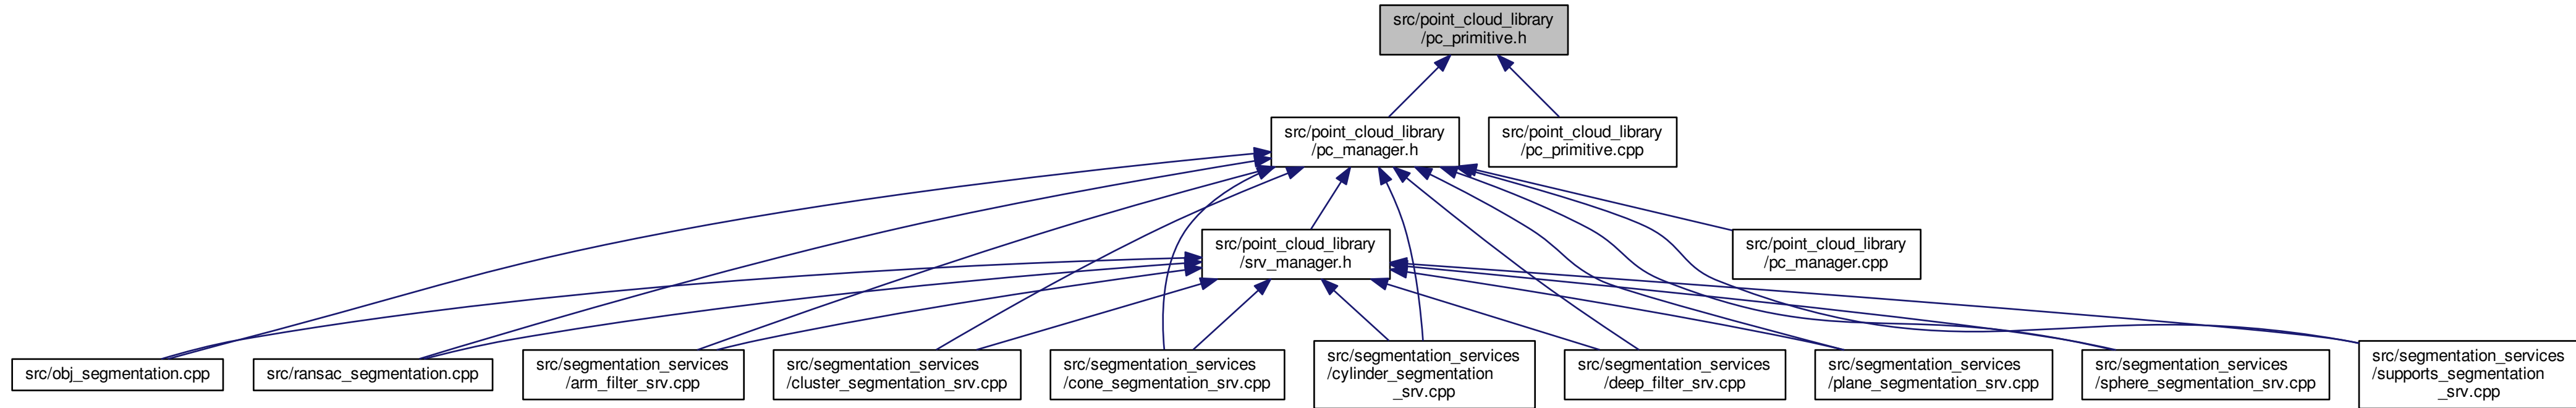 src/point_cloud_library
/pc_primitive.h
src/point_cloud_library
/pc_manager.h
src/point_cloud_library
/pc_primitive.cpp
src/point_cloud_library
/srv_manager.h
src/point_cloud_library
/pc_manager.cpp
src/obj_segmentation.cpp
src/ransac_segmentation.cpp
src/segmentation_services
/arm_filter_srv.cpp
src/segmentation_services
/cluster_segmentation_srv.cpp
src/segmentation_services
/cone_segmentation_srv.cpp
src/segmentation_services
/cylinder_segmentation
_srv.cpp
src/segmentation_services
/deep_filter_srv.cpp
src/segmentation_services
/plane_segmentation_srv.cpp
src/segmentation_services
/sphere_segmentation_srv.cpp
src/segmentation_services
/supports_segmentation
_srv.cpp